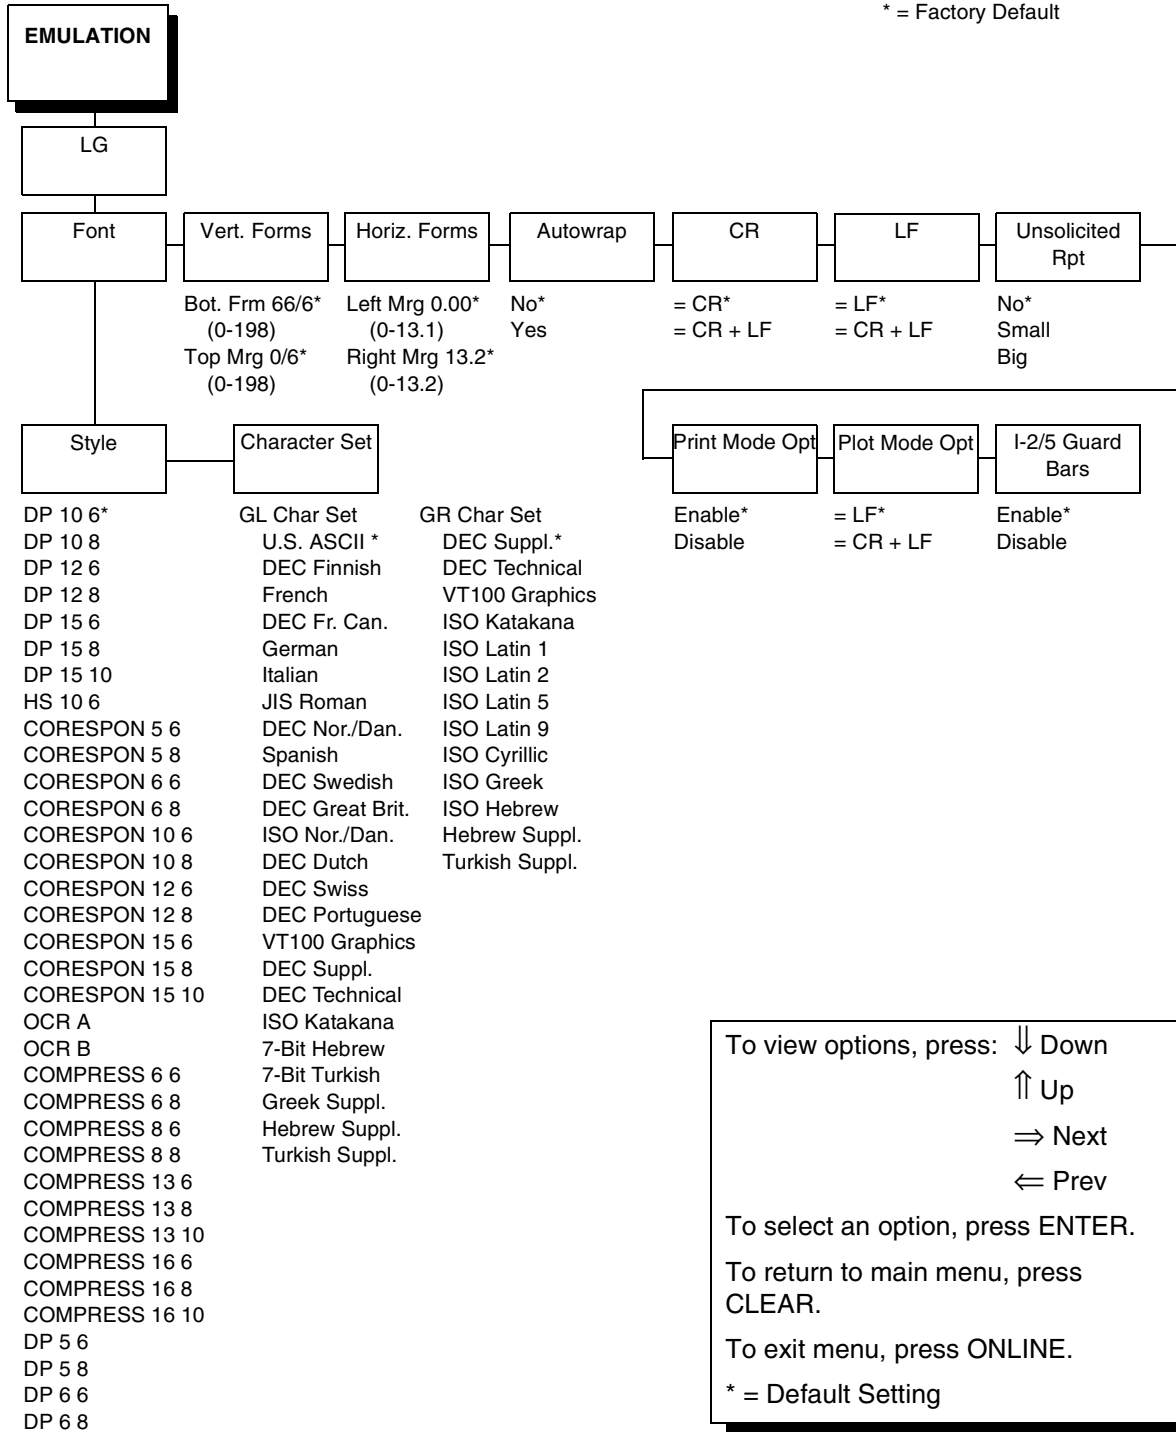 * = Factory Default
EMULATION
LG
Font
Vert. Forms
Horiz. Forms
Autowrap
CR
LF
Unsolicited
Rpt
Bot. Frm 66/6*
(0-198)
Top Mrg 0/6*
(0-198)
Left Mrg 0.00*
(0-13.1)
Right Mrg 13.2*
(0-13.2)
No*
Yes
= CR*
= CR + LF
= LF*
= CR + LF
No*
Small
Big
Style
Character Set
Print Mode Opt
Plot Mode Opt
I-2/5 Guard
Bars
DP 10 6*
DP 10 8
DP 12 6
DP 12 8
DP 15 6
DP 15 8
DP 15 10
HS 10 6
CORESPON 5 6
CORESPON 5 8
CORESPON 6 6
CORESPON 6 8
CORESPON 10 6
CORESPON 10 8
CORESPON 12 6
CORESPON 12 8
CORESPON 15 6
CORESPON 15 8
CORESPON 15 10
OCR A
OCR B
COMPRESS 6 6
COMPRESS 6 8
COMPRESS 8 6
COMPRESS 8 8
COMPRESS 13 6
COMPRESS 13 8
COMPRESS 13 10
COMPRESS 16 6
COMPRESS 16 8
COMPRESS 16 10
DP 5 6
DP 5 8
DP 6 6
DP 6 8
GL Char Set
U.S. ASCII *
DEC Finnish
French
DEC Fr. Can.
German
Italian
JIS Roman
DEC Nor./Dan.
Spanish
DEC Swedish
DEC Great Brit.
ISO Nor./Dan.
DEC Dutch
DEC Swiss
DEC Portuguese
VT100 Graphics
DEC Suppl.
DEC Technical
ISO Katakana
7-Bit Hebrew
7-Bit Turkish
Greek Suppl.
Hebrew Suppl.
Turkish Suppl.
GR Char Set
DEC Suppl.*
DEC Technical
VT100 Graphics
ISO Katakana
ISO Latin 1
ISO Latin 2
ISO Latin 5
ISO Latin 9
ISO Cyrillic
ISO Greek
ISO Hebrew
Hebrew Suppl.
Turkish Suppl.
Enable*
Disable
= LF*
= CR + LF
Enable*
Disable
To view options, press: ⇓ Down
⇑ Up
⇒ Next
⇐ Prev
To select an option, press ENTER.
To return to main menu, press
CLEAR.
To exit menu, press ONLINE.
* = Default Setting